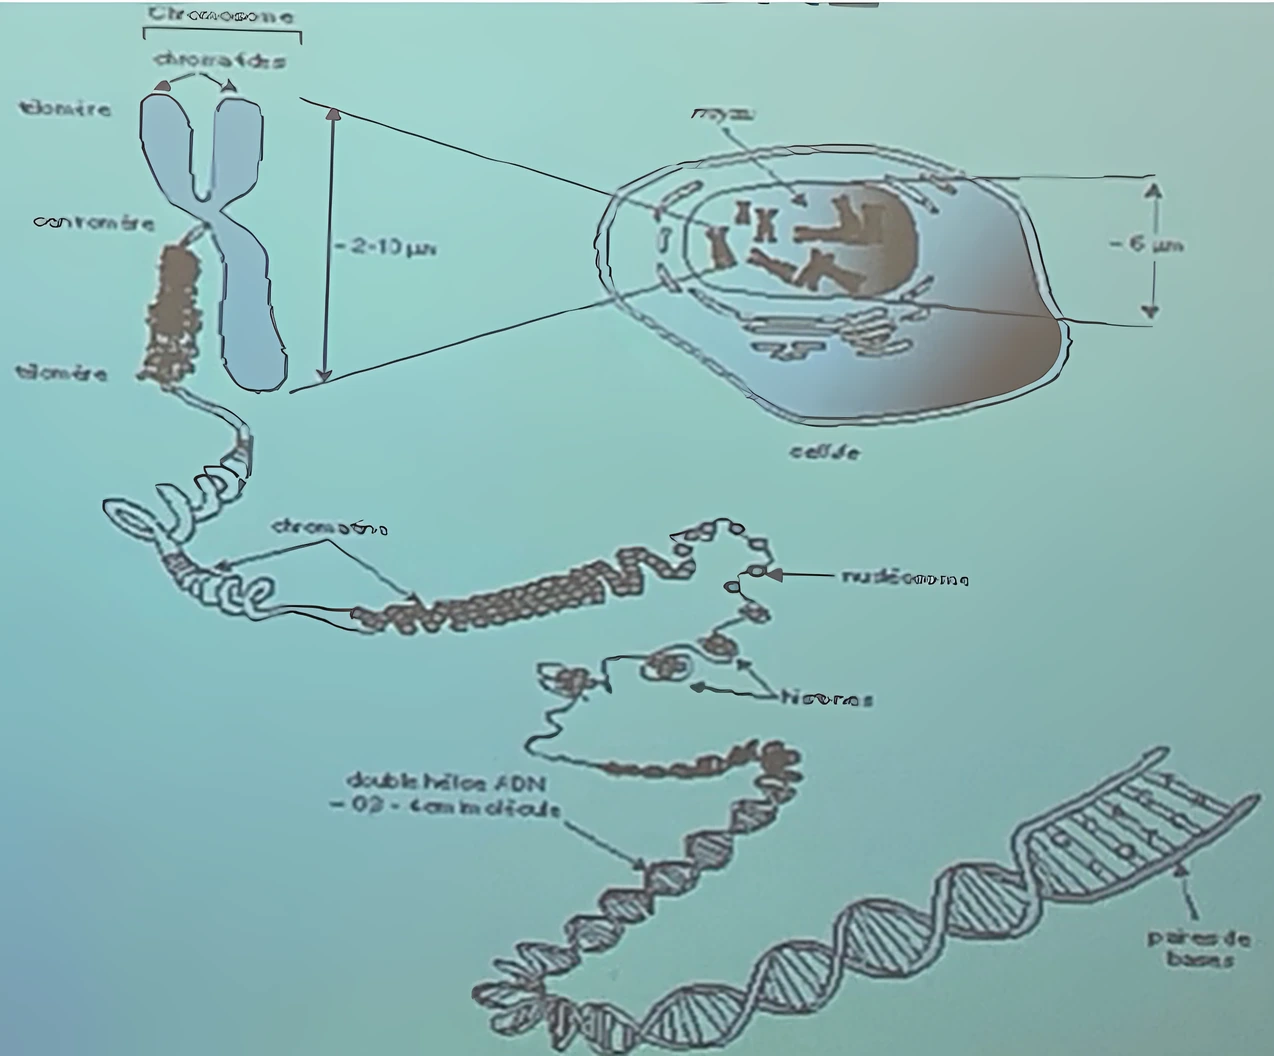 chromatides
télomère
noyau
centromère
~ 2-10 µm
~ 6 µm
télomère
cellule
chromatine
nucléosome
histones
double hélice ADN
paires de
bases